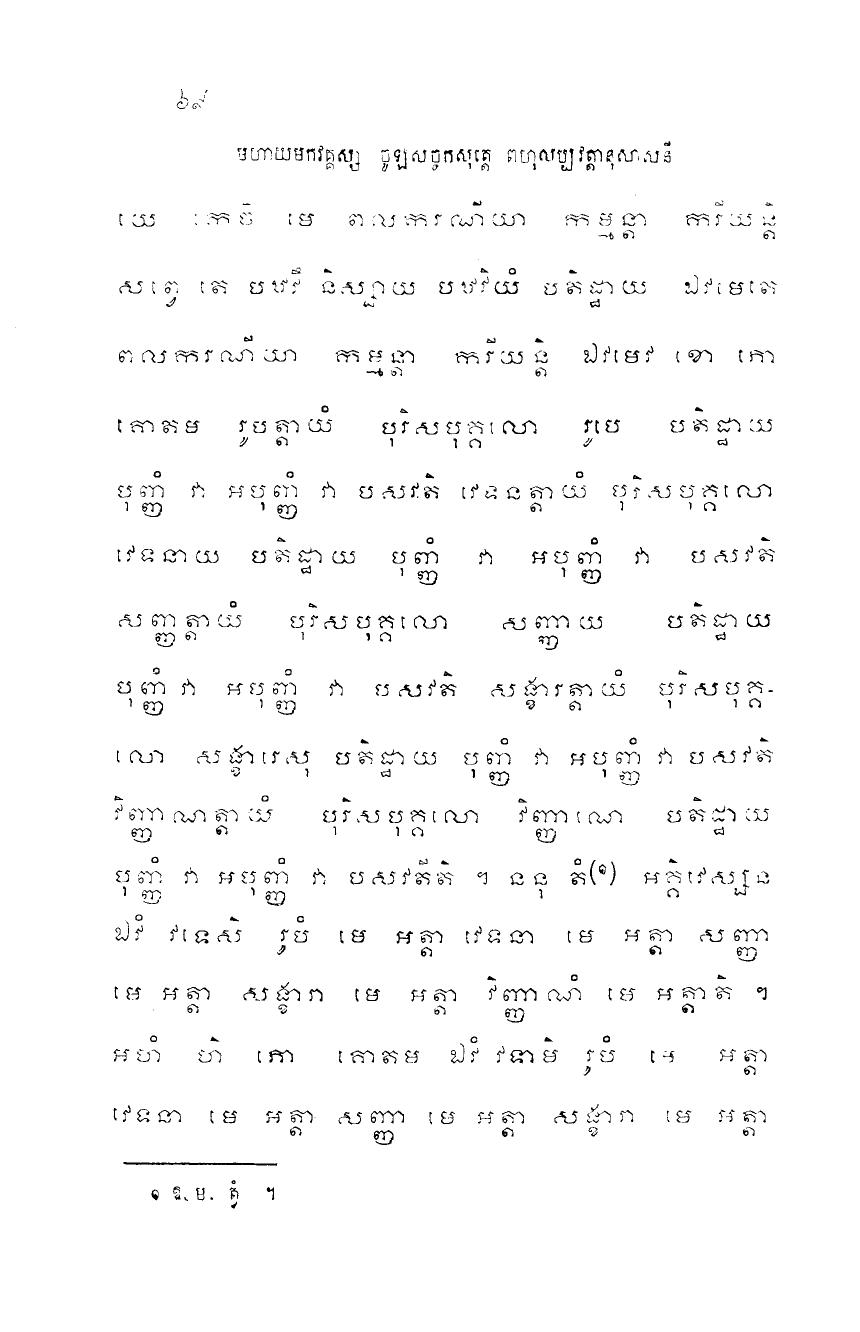 ៦៩
មហាយមកវគ្គស្ស ចូឡសច្ចកសុត្តេ ពហុលប្បវត្តានុសាសនី
យេ កេចិ មេ ពលករណីយា កម្មន្តា ការីយន្តិ
សព្វេ តេ បឋវឹ និស្សាយ បឋវិយំ បតិដ្ឋាយ ឯវមេតេ
ពលករណីយា កម្មន្តា ការីយន្តិ ឯវមេវ ខោ ភោ
គោតម រូបត្តាយំ បុរិសបុគ្គលោ រូបេ បតិដ្ឋាយ
បុញ្ញំ វា អបុញ្ញំ វា បសវតិ វេទនត្តាយំ បុរិសបុគ្គលោ
វេទនាយ បតិដ្ឋាយ បុញ្ញំ វា អបុញ្ញំ វា បសវតិ
សញ្ញត្តាយំ បុរិសបុគ្គលោ សញ្ញាយ បតិដ្ឋាយ
បុញ្ញំ វា អបុញ្ញំ វា បសវតិ សង្ខារត្តាយំ បុរិសបុគ្គ-
លោ សង្ខារេសុ បតិដ្ឋាយ បុញ្ញំ វា អបុញ្ញំ វា បសវតិ
វិញ្ញាណត្តាយំ បុរិសបុគ្គលោ វិញ្ញាណេ បតិដ្ឋាយ
បុញ្ញំ វា អបុញ្ញំ វា បសវតីតិ ។ ននុ តំ(១) អគ្គិវេស្សន
ឯវំ វទេសិ រូបំ មេ អត្តា វេទនា មេ អត្តា សញ្ញា
មេ អត្តា សង្ខារា មេ អត្តា វិញ្ញាណំ មេ អត្តាតិ ។
អហំ ហិ ភោ គោតម ឯវំ វទាមិ រូបំ មេ អត្តា
វេទនា មេ អត្តា សញ្ញា មេ អត្តា សង្ខារា មេ អត្តា
១ ឱ. ម. ត្វំ ។